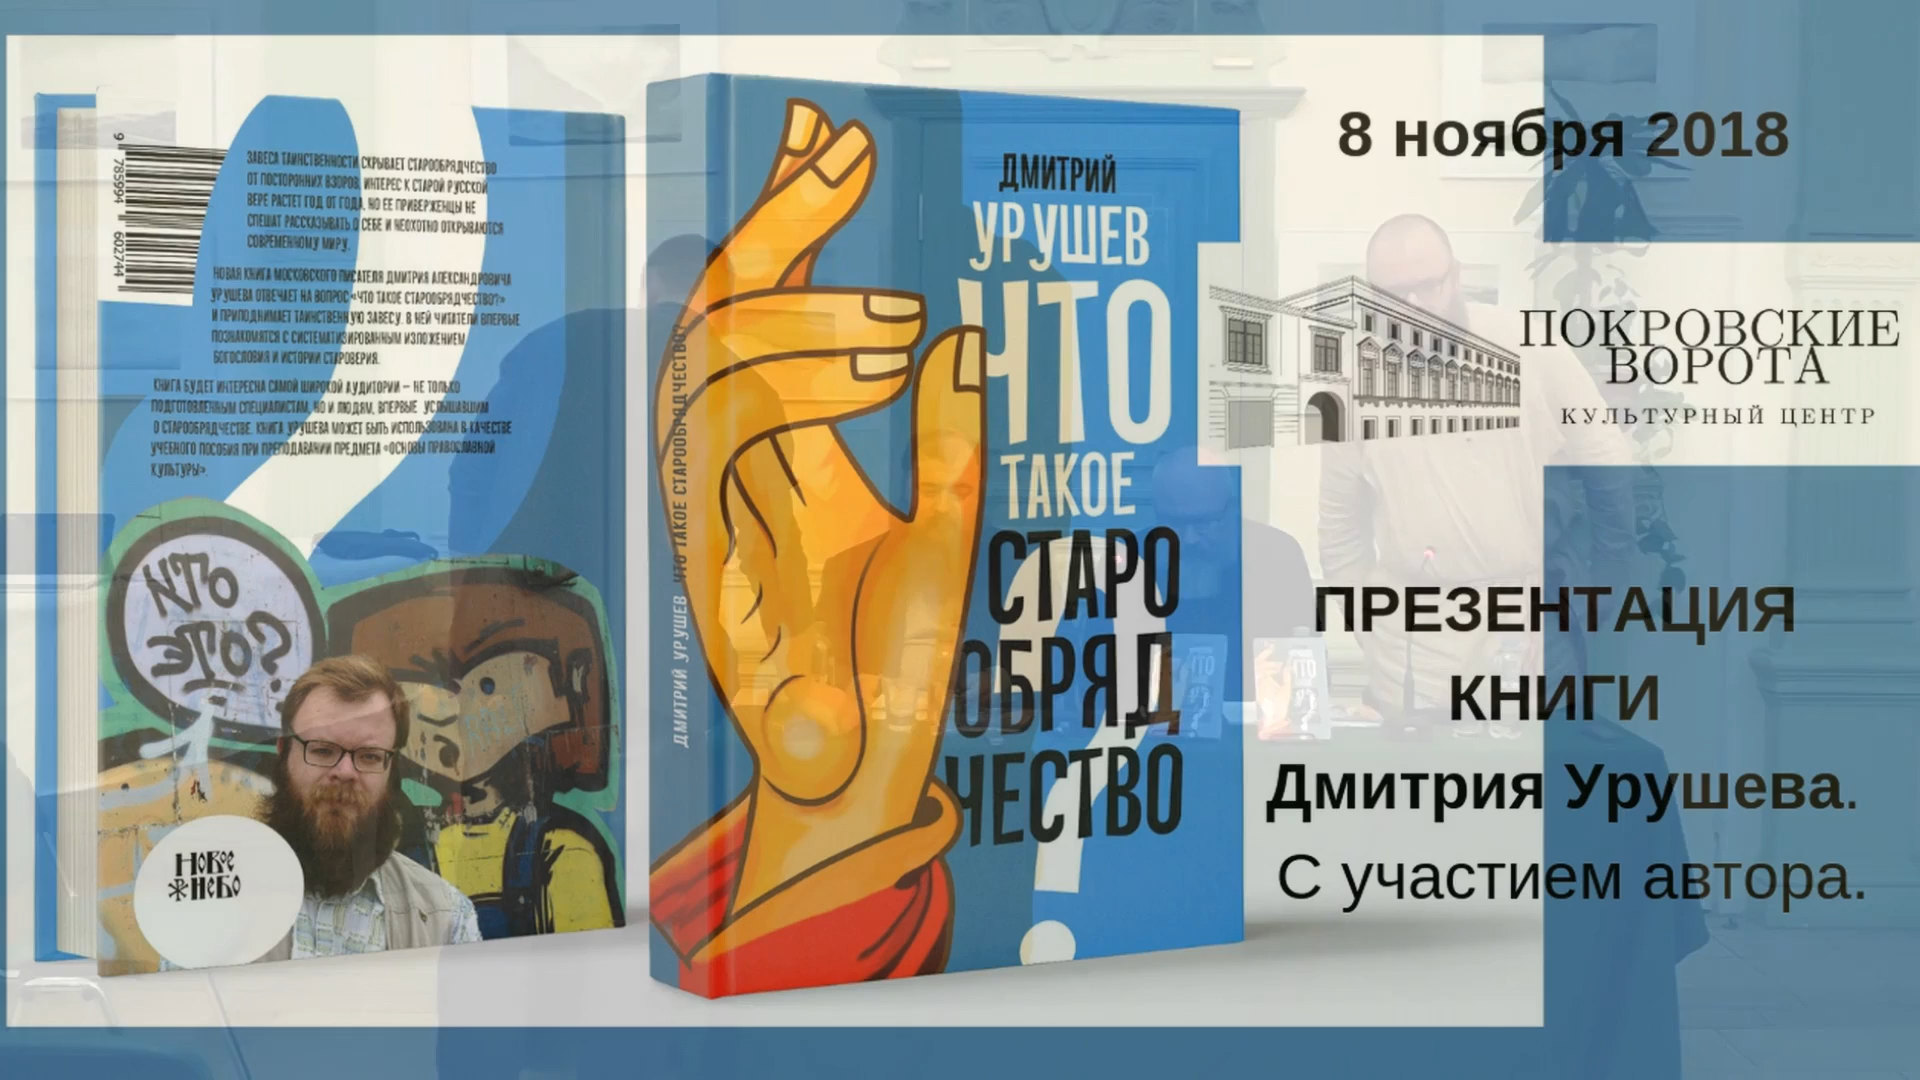 9 785994 602744
ЗАВЕСА ТАИНСТВЕННОСТИ СКРЫВАЕТ СТАРООБРЯДЧЕСТВО
ОТ ПОСТОРОННИХ ВЗОРОВ. ИНТЕРЕС К СТАРОЙ РУССКОЙ
ВЕРЕ РАСТЕТ ГОД ОТ ГОДА, НО ЕЕ ПРИВЕРЖЕНЦЫ НЕ
СПЕШАТ РАССКАЗЫВАТЬ О СЕБЕ И НЕОХОТНО ОТКРЫВАЮТСЯ
СОВРЕМЕННОМУ МИРУ.
НОВАЯ КНИГА МОСКОВСКОГО ПИСАТЕЛЯ ДМИТРИЯ АЛЕКСАНДРОВИЧА
УРУШЕВА ОТВЕЧАЕТ НА ВОПРОС «ЧТО ТАКОЕ СТАРООБРЯДЧЕСТВО?»
И ПРИПОДНИМАЕТ ТАИНСТВЕННУЮ ЗАВЕСУ. В НЕЙ ЧИТАТЕЛИ ВПЕРВЫЕ
ПОЗНАКОМЯТСЯ С СИСТЕМАТИЗИРОВАННЫМ ИЗЛОЖЕНИЕМ
БОГОСЛОВИЯ И ИСТОРИИ СТАРОВЕРИЯ.
КНИГА БУДЕТ ИНТЕРЕСНА САМОЙ ШИРОКОЙ АУДИТОРИИ – НЕ ТОЛЬКО
ПОДГОТОВЛЕННЫМ СПЕЦИАЛИСТАМ, НО И ЛЮДЯМ, ВПЕРВЫЕ УСЛЫШАВШИМ
О СТАРООБРЯДЧЕСТВЕ. КНИГА УРУШЕВА МОЖЕТ БЫТЬ ИСПОЛЬЗОВАНА В КАЧЕСТВЕ
УЧЕБНОГО ПОСОБИЯ ПРИ ПРЕПОДАВАНИИ ПРЕДМЕТА «ОСНОВЫ ПРАВОСЛАВНОЙ
КУЛЬТУРЫ».
КТО
ЭТО?
НОВОЕ
НЕБО
ДМИТРИЙ УРУШЕВ ЧТО ТАКОЕ СТАРООБРЯДЧЕСТВО?
ДМИТРИЙ
УРУШЕВ
ЧТО
ТАКОЕ
СТАРО
ОБРЯД
ЧЕСТВО
?
8 ноября 2018
ПОКРОВСКИЕ
ВОРОТА
КУЛЬТУРНЫЙ ЦЕНТР
ПРЕЗЕНТАЦИЯ
КНИГИ
Дмитрия Урушева.
С участием автора.